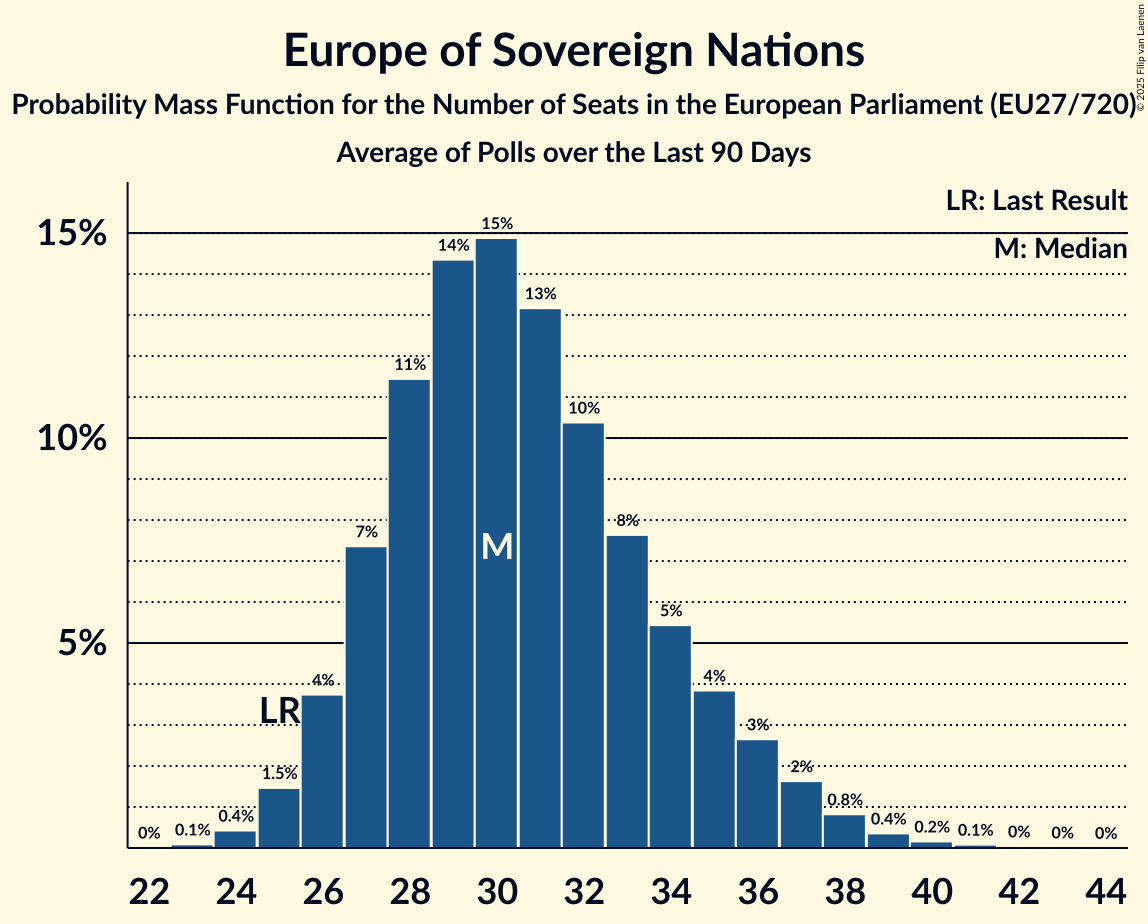 Europe of Sovereign Nations
Probability Mass Function for the Number of Seats in the European Parliament (EU27/720)
Average of Polls over the Last 90 Days
© 2025 Filip van Laenen
LR: Last Result
M: Median
15%
10%
5%
0%
0.1%
0.4%
1.5%
4%
7%
11%
14%
15%
13%
10%
8%
5%
4%
3%
2%
0.8%
0.4%
0.2%
0.1%
0%
0%
0%
LR
M
22 24 26 28 30 32 34 36 38 40 42 44